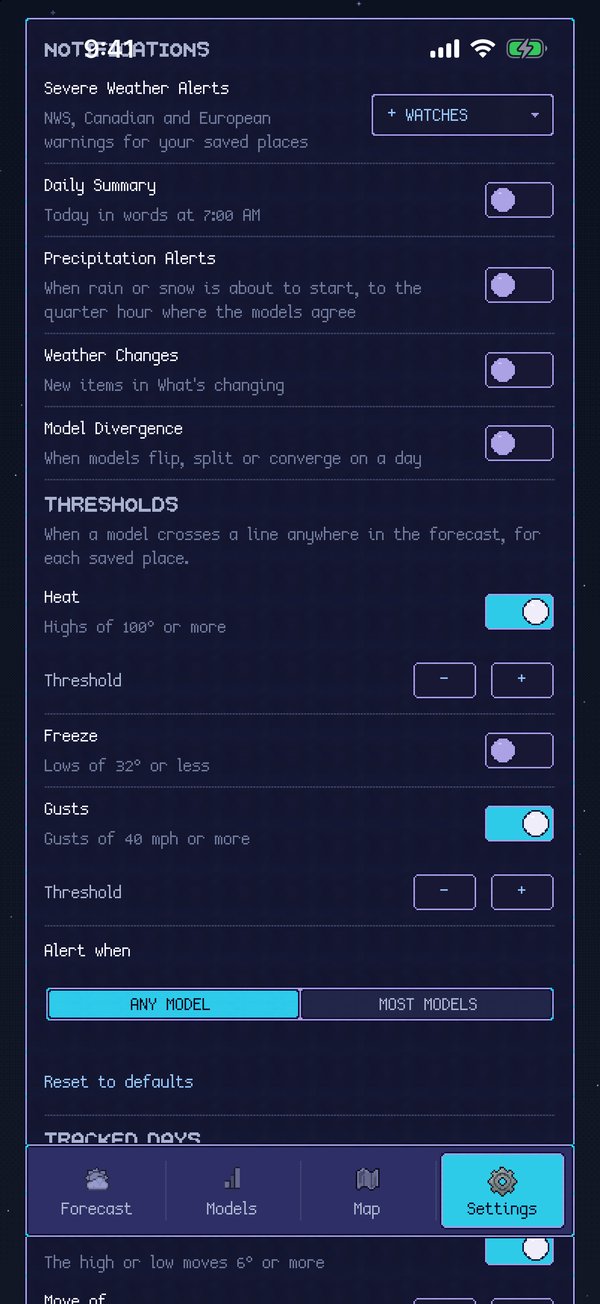 NOTIFICATIONS
9:41
Severe Weather Alerts
NWS, Canadian and European
warnings for your saved places
+ WATCHES
Daily Summary
Today in words at 7:00 AM
Precipitation Alerts
When rain or snow is about to start, to the
quarter hour where the models agree
Weather Changes
New items in What's changing
Model Divergence
When models flip, split or converge on a day
THRESHOLDS
When a model crosses a line anywhere in the forecast, for
each saved place.
Heat
Highs of 100° or more
Threshold
- +
Freeze
Lows of 32° or less
Gusts
Gusts of 40 mph or more
Threshold
- +
Alert when
ANY MODEL MOST MODELS
Reset to defaults
TRACKED DAYS
Forecast Models Map Settings
The high or low moves 6° or more
Move of